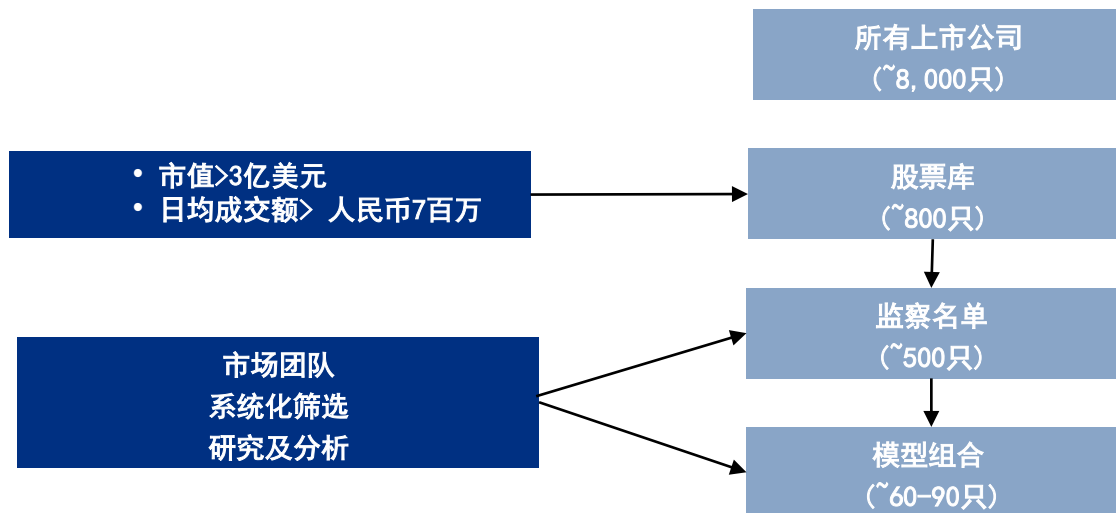 所有上市公司
(~8,000只)
• 市值>3亿美元
• 日均成交额> 人民币7百万
股票库
(~800只)
监察名单
(~500只)
市场团队
系统化筛选
研究及分析
模型组合
(~60-90只)